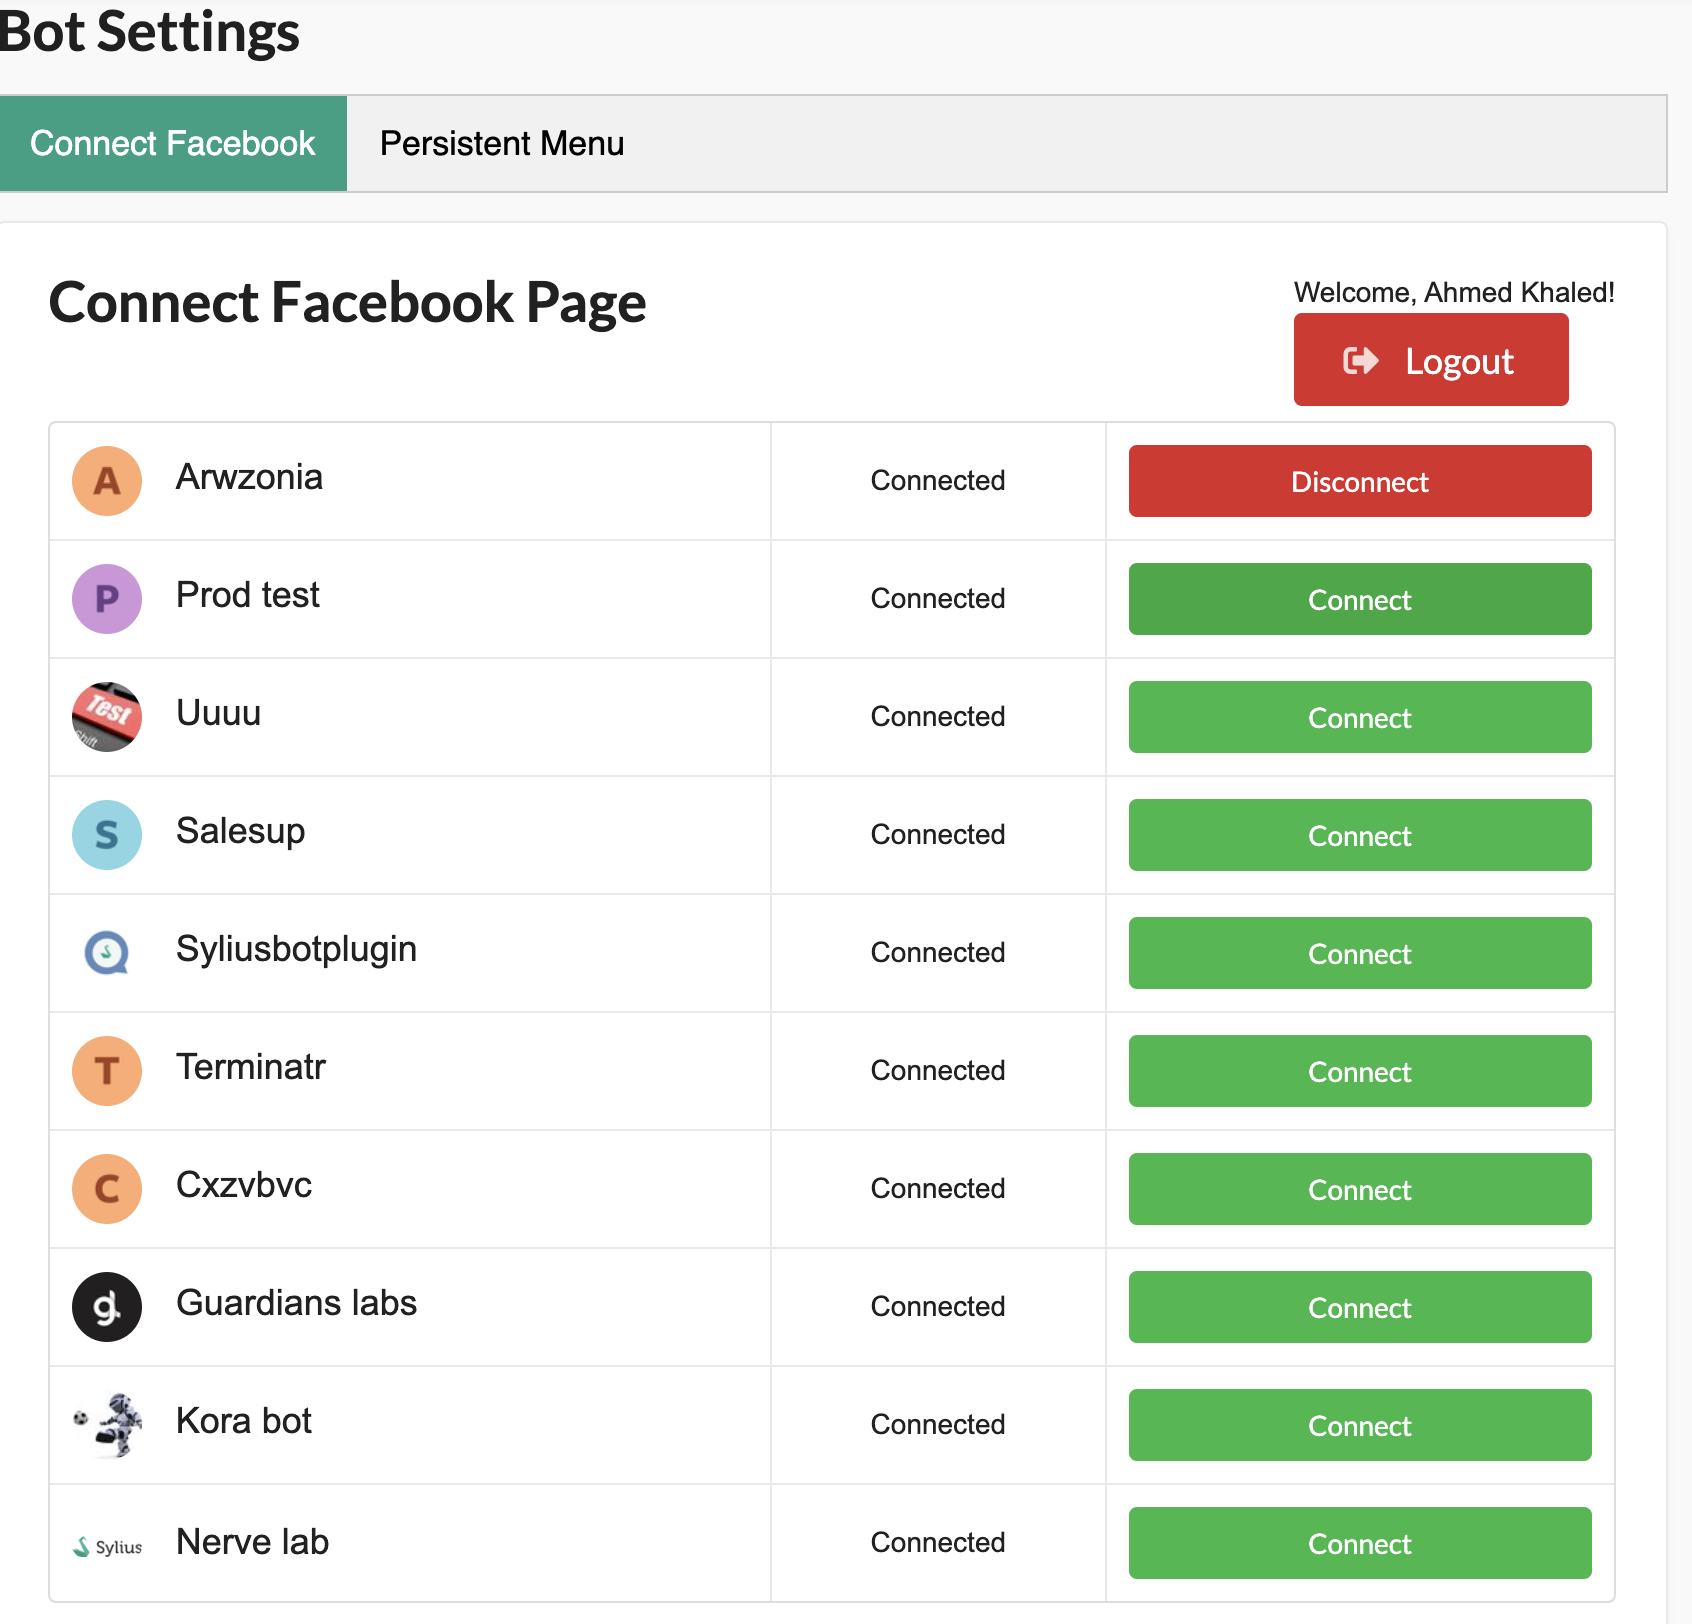 Bot Settings
Connect Facebook Persistent Menu
Connect Facebook Page
Welcome, Ahmed Khaled!
Logout
A Arwzonia Connected Disconnect
P Prod test Connected Connect
Test
Shift
Uuuu Connected Connect
S Salesup Connected Connect
Syliusbotplugin Connected Connect
T Terminatr Connected Connect
C Cxzvbvc Connected Connect
gl Guardians labs Connected Connect
Kora bot Connected Connect
Sylius Nerve lab Connected Connect